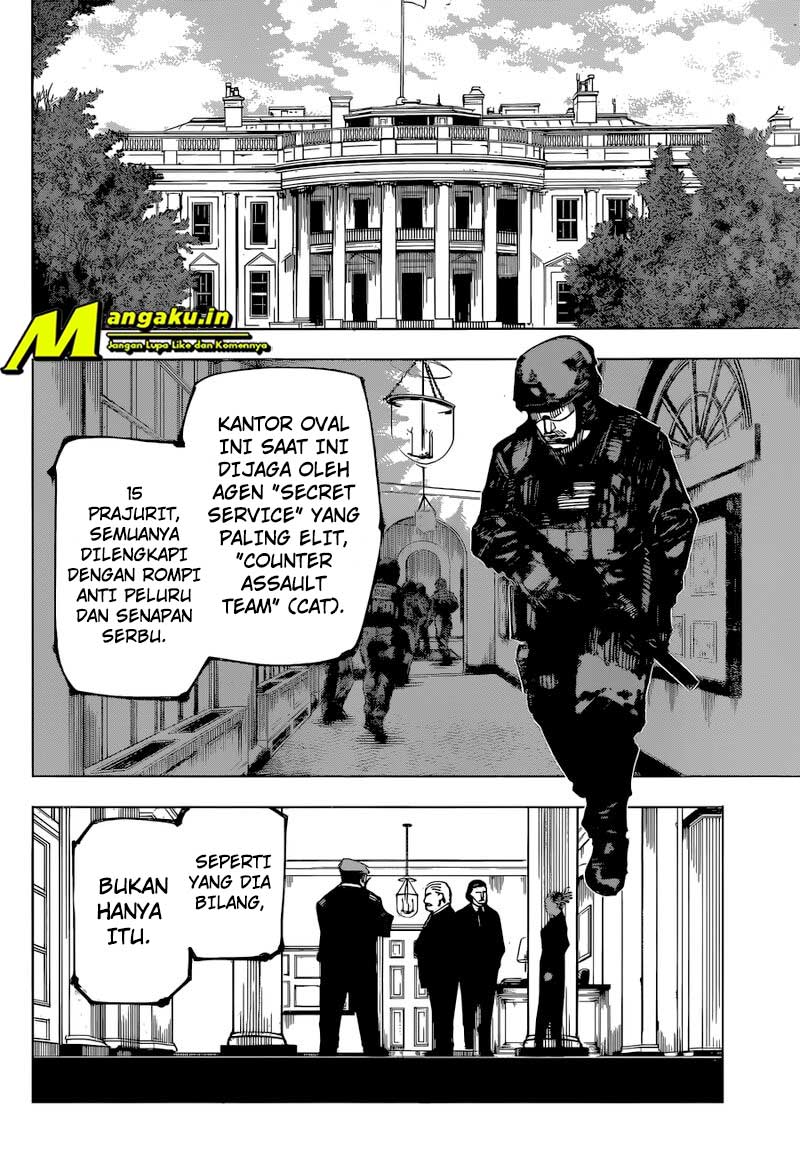 Mangaku.in
Jangan Lupa Like dan Komennya
KANTOR OVAL
INI SAAT INI
DIJAGA OLEH
AGEN "SECRET
SERVICE" YANG
PALING ELIT,
"COUNTER
ASSAULT
TEAM" (CAT).
15
PRAJURIT,
SEMUANYA
DILENGKAPI
DENGAN ROMPI
ANTI PELURU
DAN SENAPAN
SERBU.
SEPERTI
YANG DIA
BILANG,
BUKAN
HANYA
ITU.